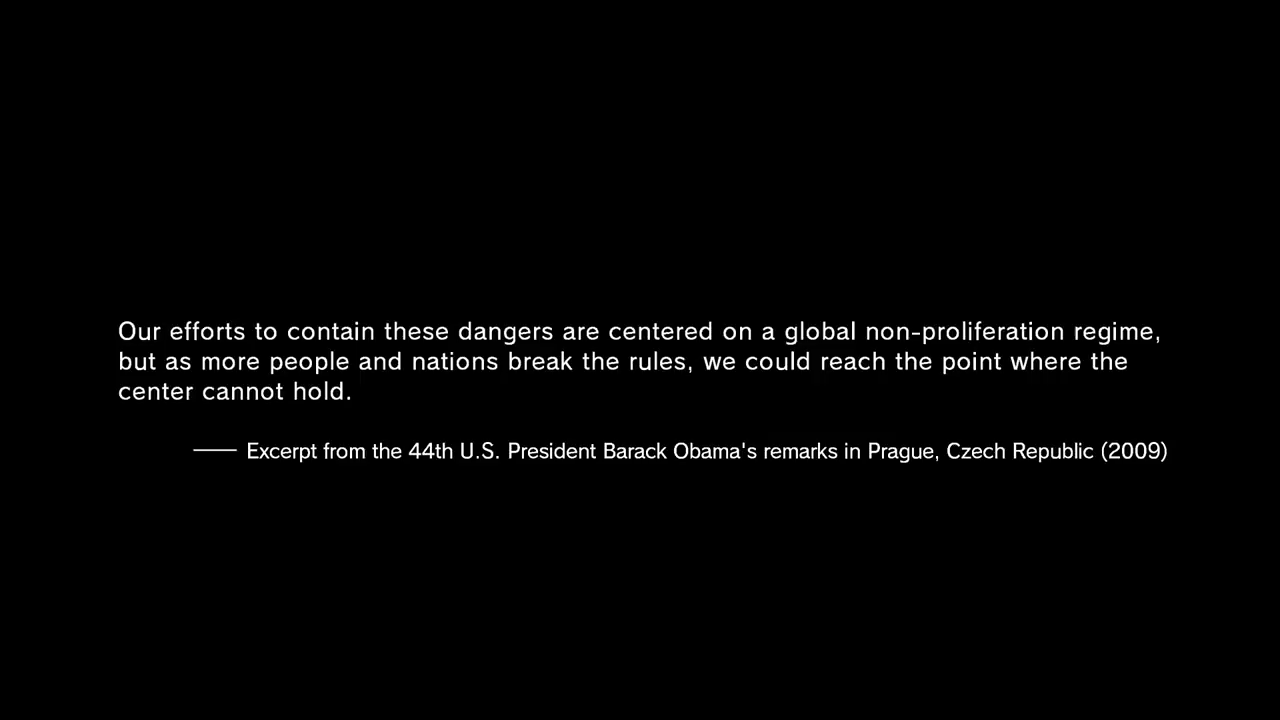 Our efforts to contain these dangers are centered on a global non-proliferation regime,
but as more people and nations break the rules, we could reach the point where the
center cannot hold.
—— Excerpt from the 44th U.S. President Barack Obama's remarks in Prague, Czech Republic (2009)